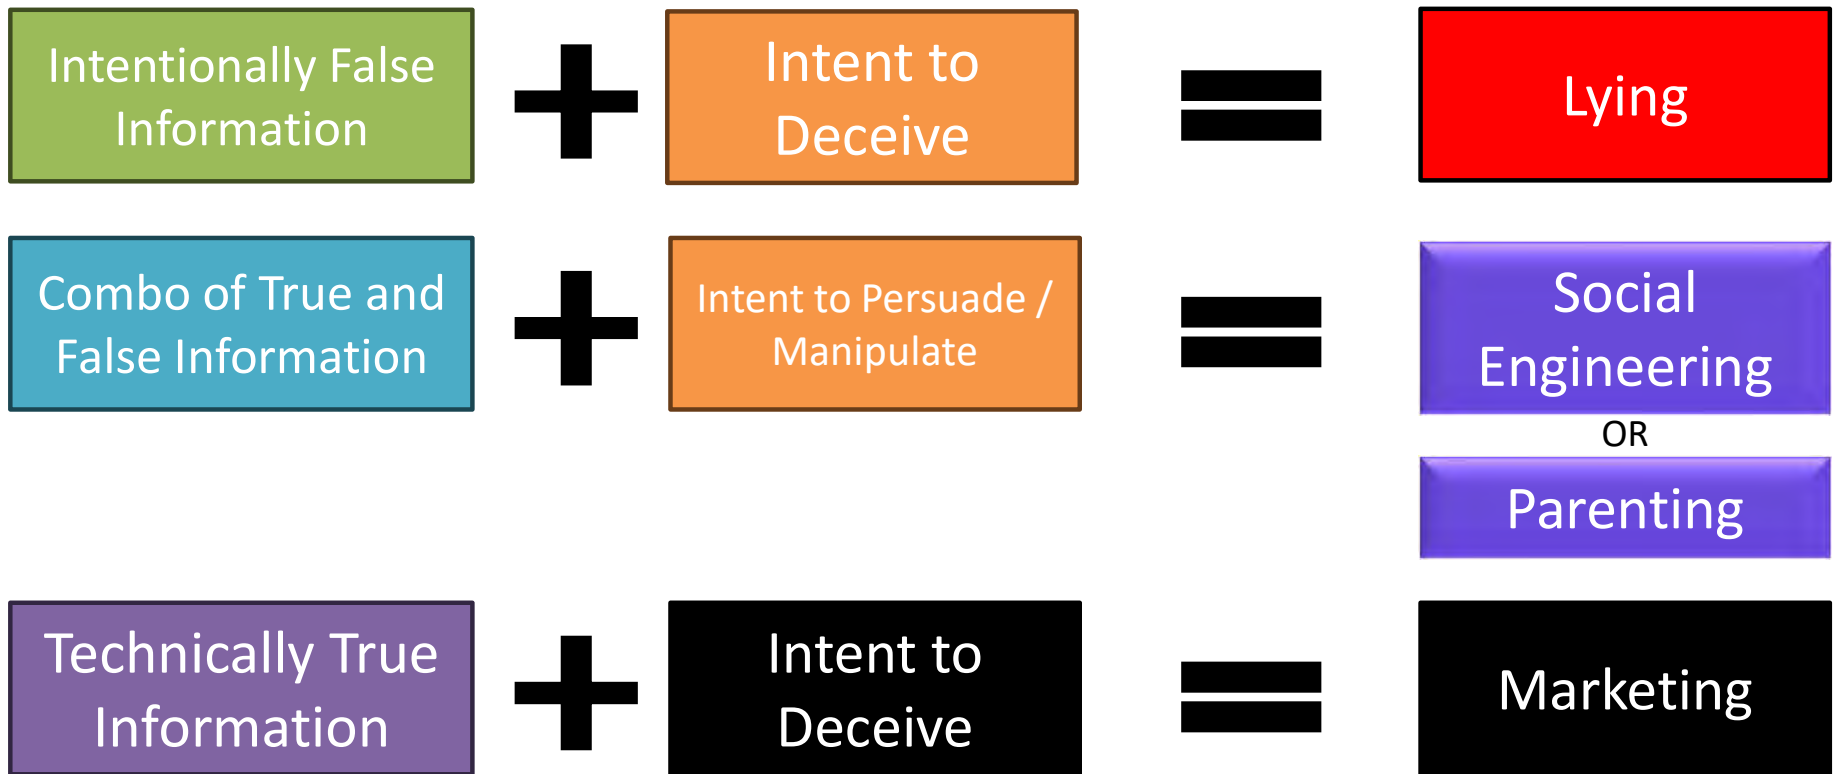 Intentionally False
Information
Intent to
Deceive
Lying
Combo of True and
False Information
Intent to Persuade /
Manipulate
Social
Engineering
OR
Parenting
Technically True
Information
Intent to
Deceive
Marketing